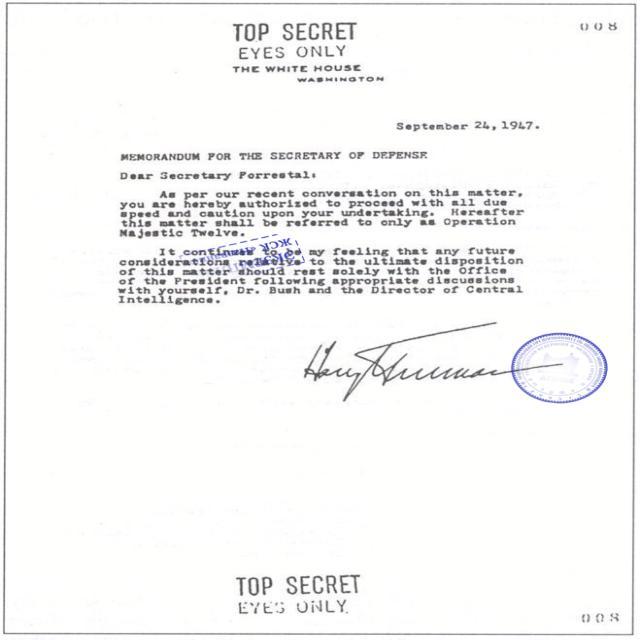 TOP SECRET
EYES ONLY
008
THE WHITE HOUSE
WASHINGTON
September 24, 1947.
MEMORANDUM FOR THE SECRETARY OF DEFENSE
Dear Secretary Forrestal:
As per our recent conversation on this matter,
you are hereby authorized to proceed with all due
speed and caution upon your undertaking. Hereafter
this matter shall be referred to only as Operation
Majestic Twelve.
It continues to be my feeling that any future
considerations relative to the ultimate disposition
of this matter should rest solely with the Office
of the President following appropriate discussions
with yourself, Dr. Bush and the Director of Central
Intelligence.
Harry Truman
TOP SECRET
EYES ONLY
008